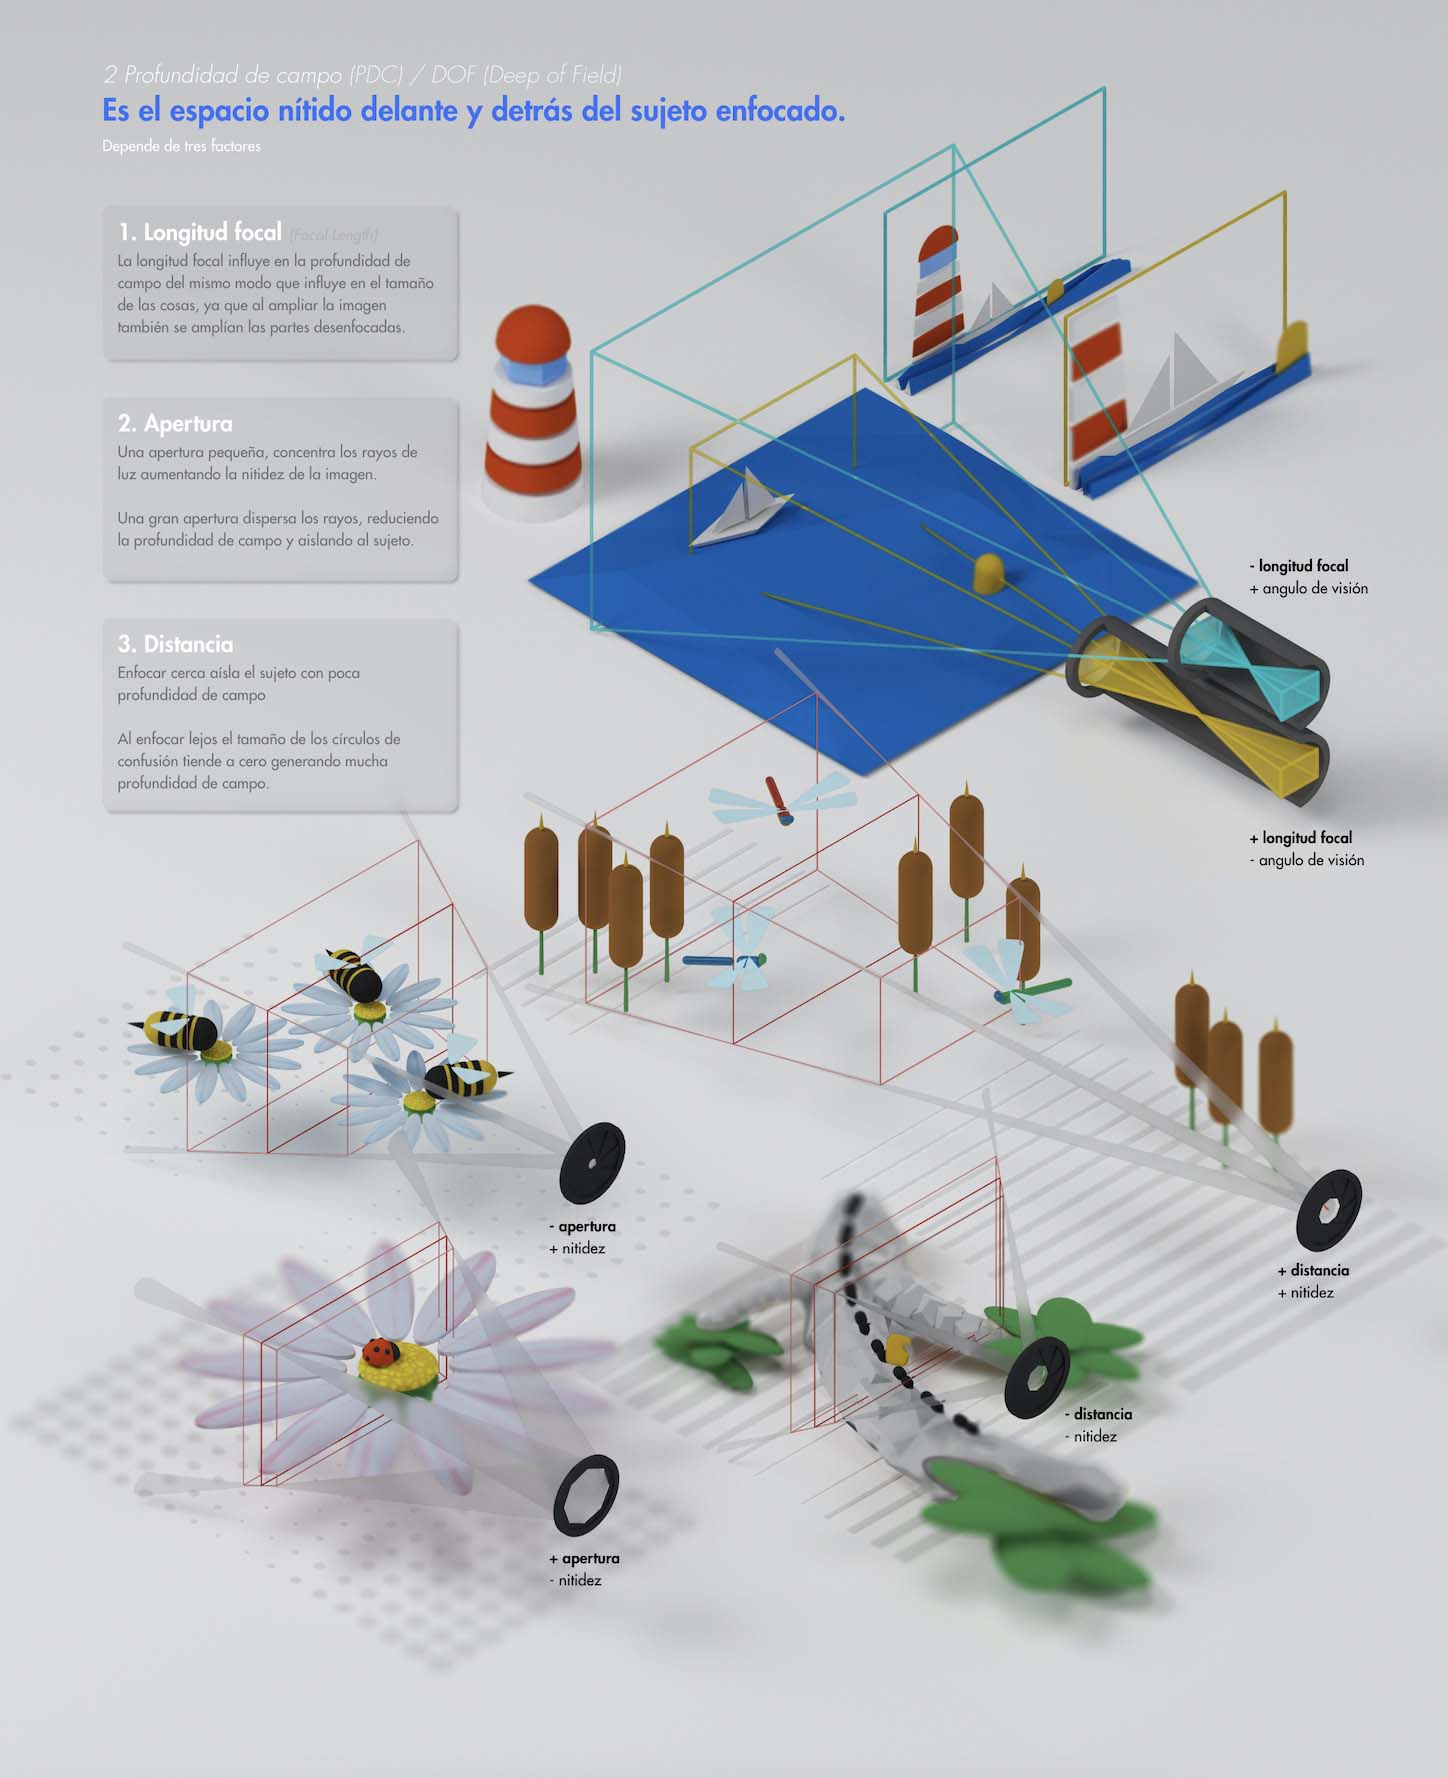 2 Profundidad de campo (PDC) / DOF (Deep of Field)
Es el espacio nítido delante y detrás del sujeto enfocado.
Depende de tres factores
1. Longitud focal (Focal Length)
La longitud focal influye en la profundidad de
campo del mismo modo que influye en el tamaño
de las cosas, ya que al ampliar la imagen
también se amplían las partes desenfocadas.
2. Apertura
Una apertura pequeña, concentra los rayos de
luz aumentando la nitidez de la imagen.
Una gran apertura dispersa los rayos, reduciendo
la profundidad de campo y aislando al sujeto.
3. Distancia
Enfocar cerca aísla el sujeto con poca
profundidad de campo
Al enfocar lejos el tamaño de los círculos de
confusión tiende a cero generando mucha
profundidad de campo.
- longitud focal
+ angulo de visión
+ longitud focal
- angulo de visión
- apertura
+ nitidez
+ distancia
+ nitidez
- distancia
- nitidez
+ apertura
- nitidez